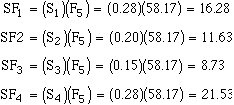 SF₁ = (S₁)(F₅) = (0.28)(58.17) = 16.28
SF2 = (S₂)(F₅) = (0.20)(58.17) = 11.63
SF₃ = (S₃)(F₅) = (0.15)(58.17) = 8.73
SF₄ = (S₄)(F₅) = (0.28)(58.17) = 21.53